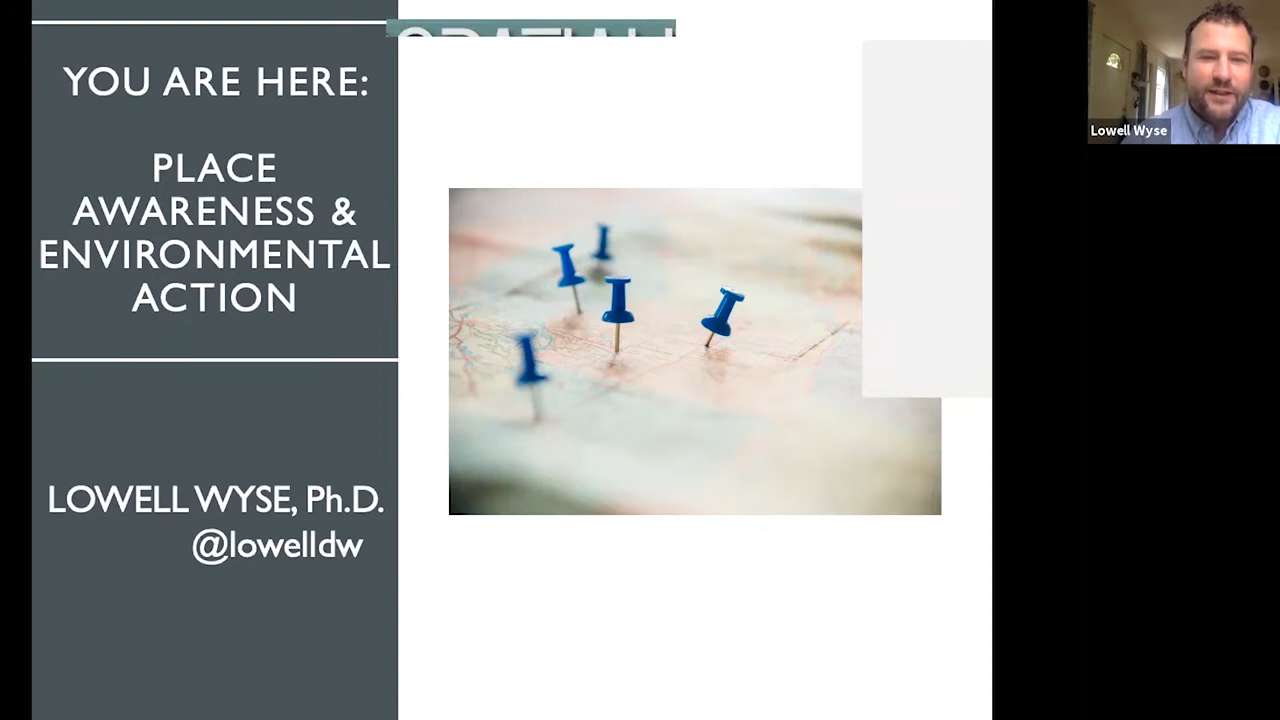 YOU ARE HERE:
PLACE
AWARENESS &
ENVIRONMENTAL
ACTION
LOWELL WYSE, Ph.D.
@lowelldw
Lowell Wyse